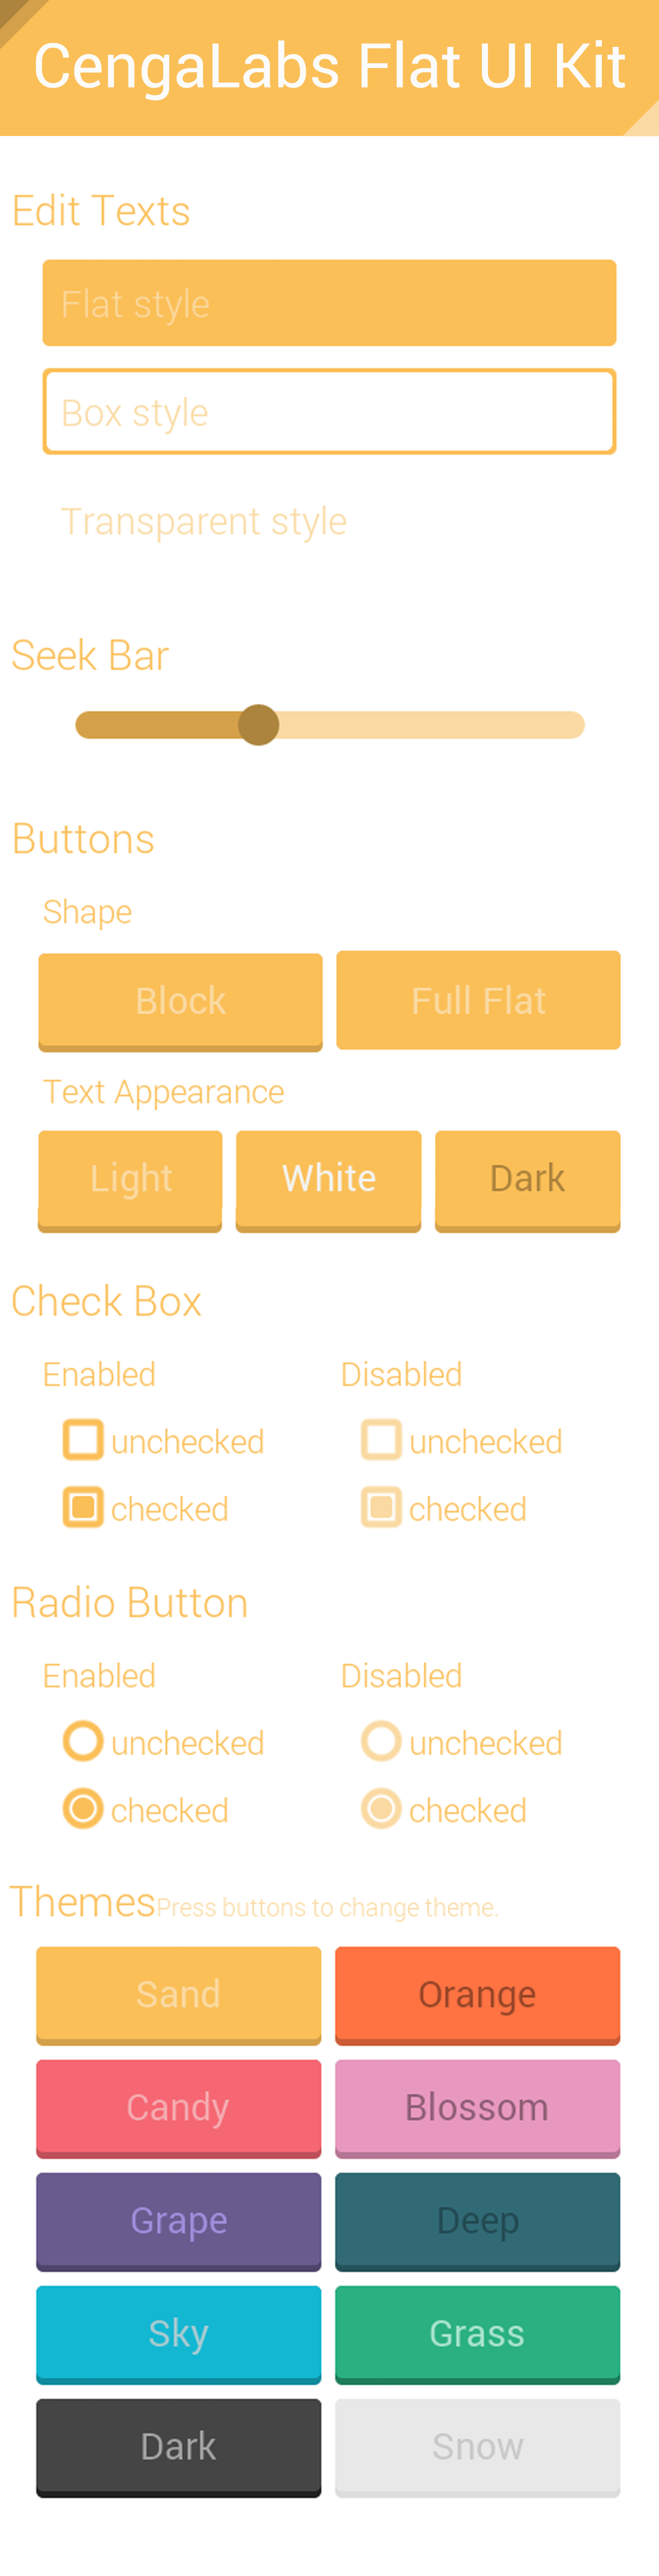 CengaLabs Flat UI Kit
Edit Texts
Flat style
Box style
Transparent style
Seek Bar
Buttons
Shape
Block Full Flat
Text Appearance
Light White Dark
Check Box
Enabled Disabled
unchecked unchecked
checked checked
Radio Button
Enabled Disabled
unchecked unchecked
checked checked
Themes Press buttons to change theme.
Sand Orange
Candy Blossom
Grape Deep
Sky Grass
Dark Snow